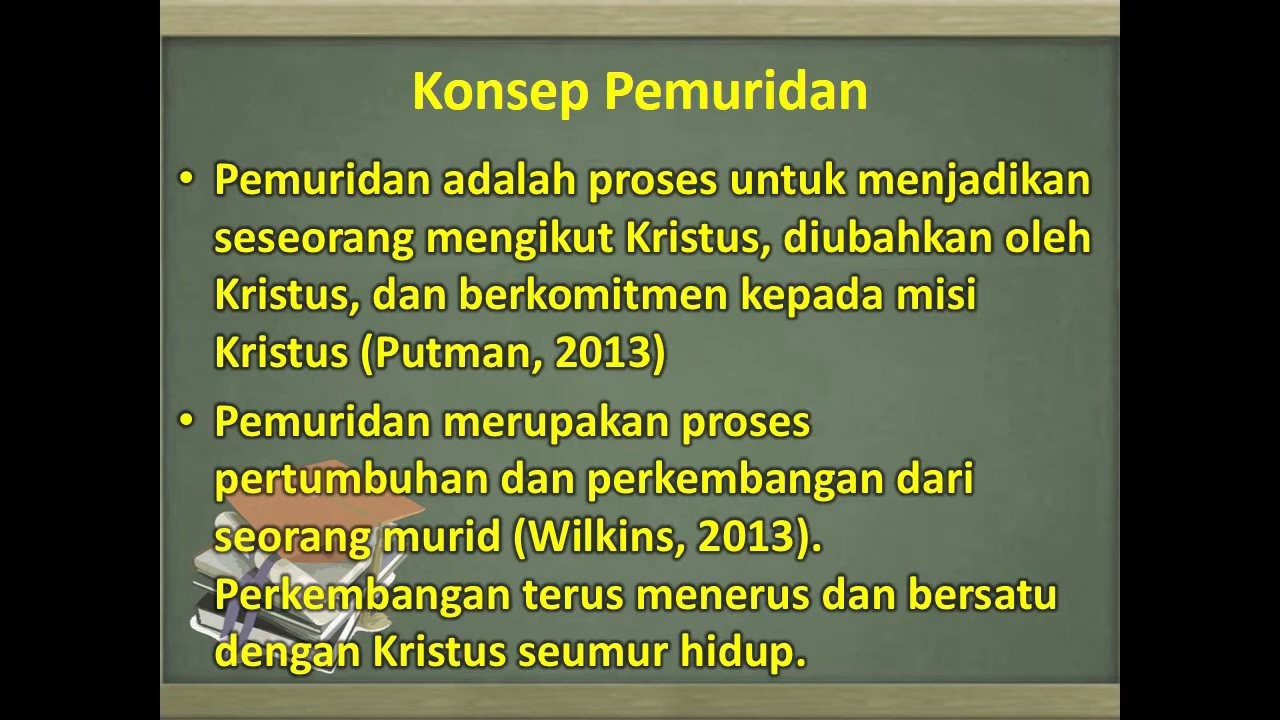 Konsep Pemuridan
• Pemuridan adalah proses untuk menjadikan
seseorang mengikut Kristus, diubahkan oleh
Kristus, dan berkomitmen kepada misi
Kristus (Putman, 2013)
• Pemuridan merupakan proses
pertumbuhan dan perkembangan dari
seorang murid (Wilkins, 2013).
Perkembangan terus menerus dan bersatu
dengan Kristus seumur hidup.